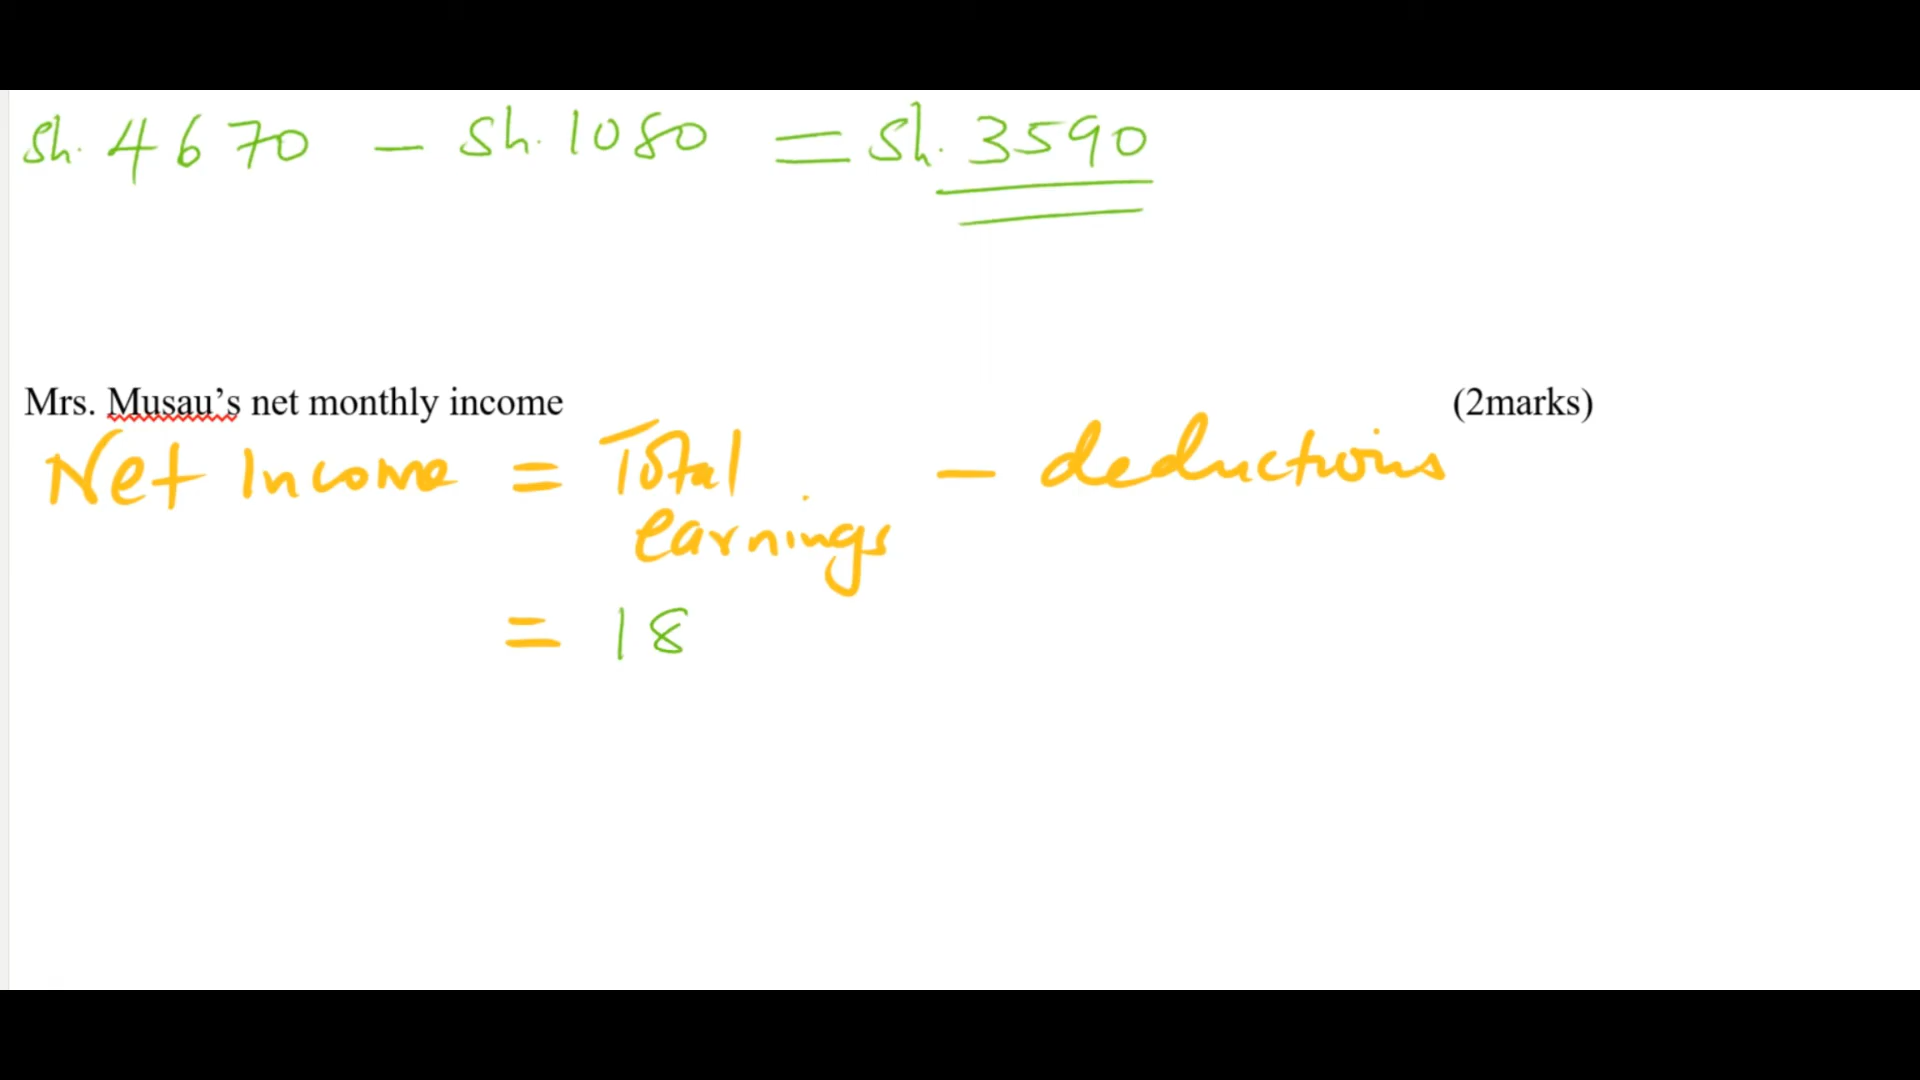 Sh. 4670 – Sh. 1080 = Sh. 3590
Mrs. Musau’s net monthly income (2marks)
Net Income = Total earnings – deductions
= 18